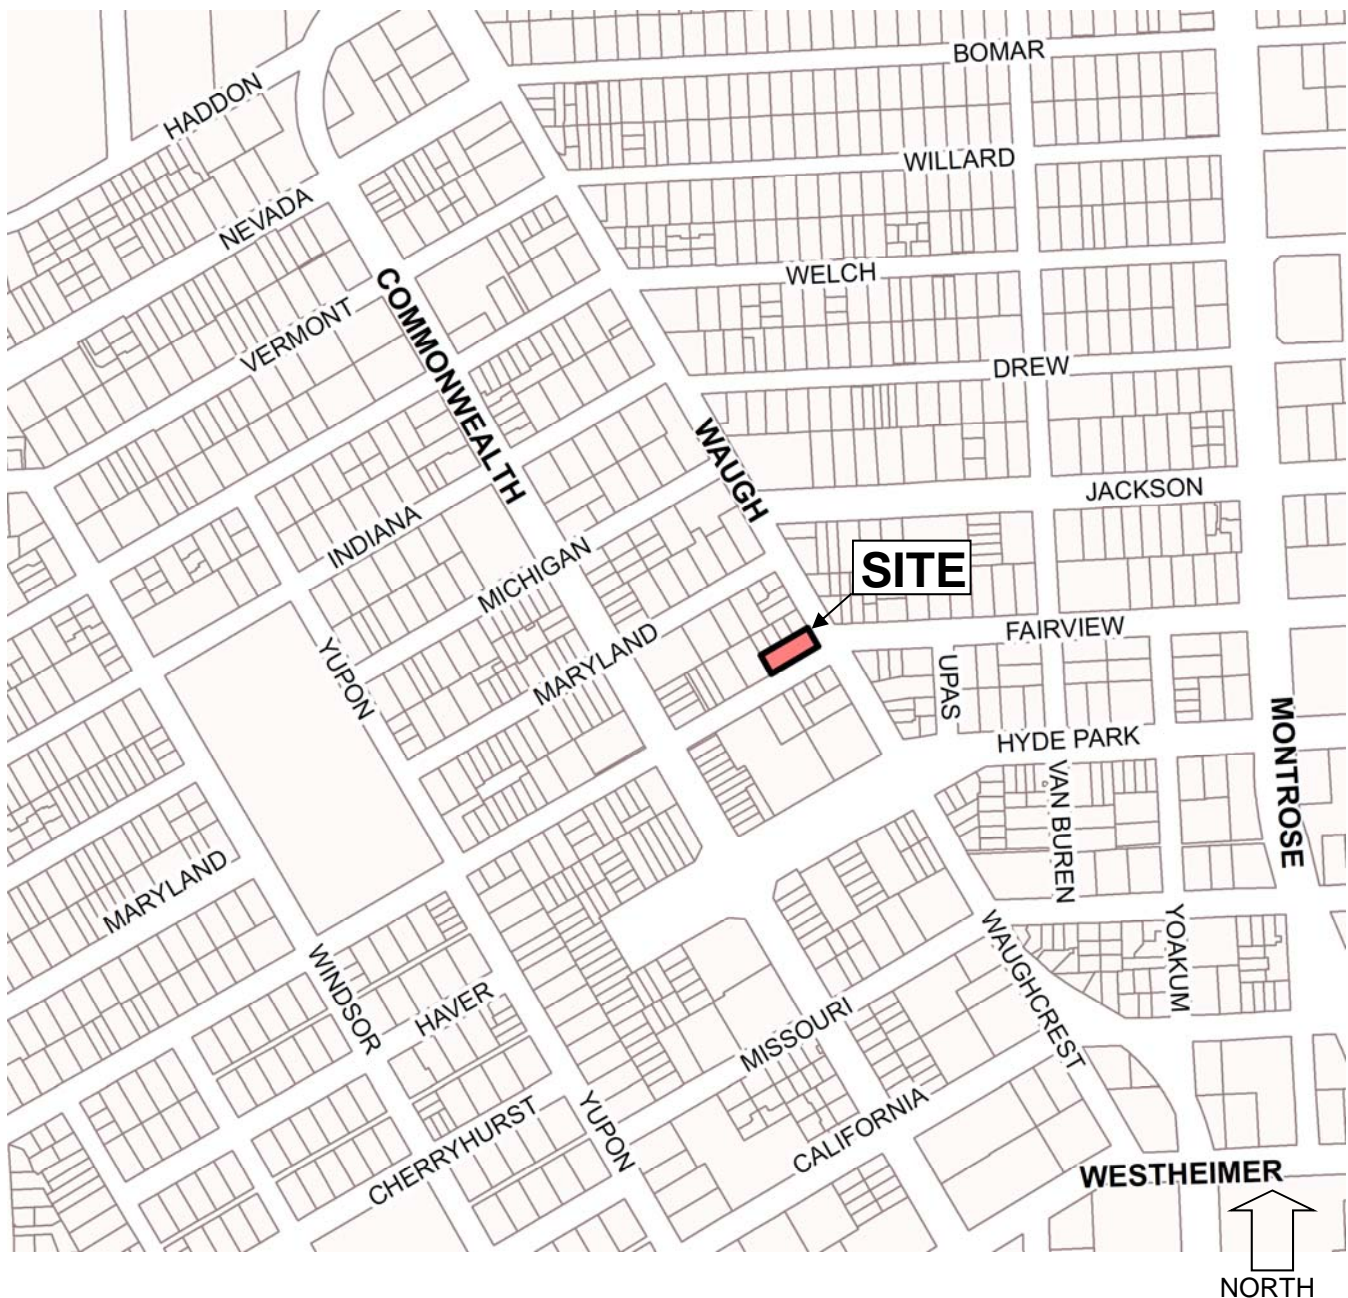 BOMAR
HADDON
WILLARD
NEVADA
WELCH
COMMONWEALTH
VERMONT
DREW
WAUGH
JACKSON
INDIANA
MICHIGAN
SITE
FAIRVIEW
MARYLAND
YUPON
UPAS
HYDE PARK
MONTROSE
VAN BUREN
MARYLAND
YOAKUM
WAUGHCREST
WINDSOR
HAVER
MISSOURI
CHERRYHURST
YUPON
CALIFORNIA
WESTHEIMER
NORTH